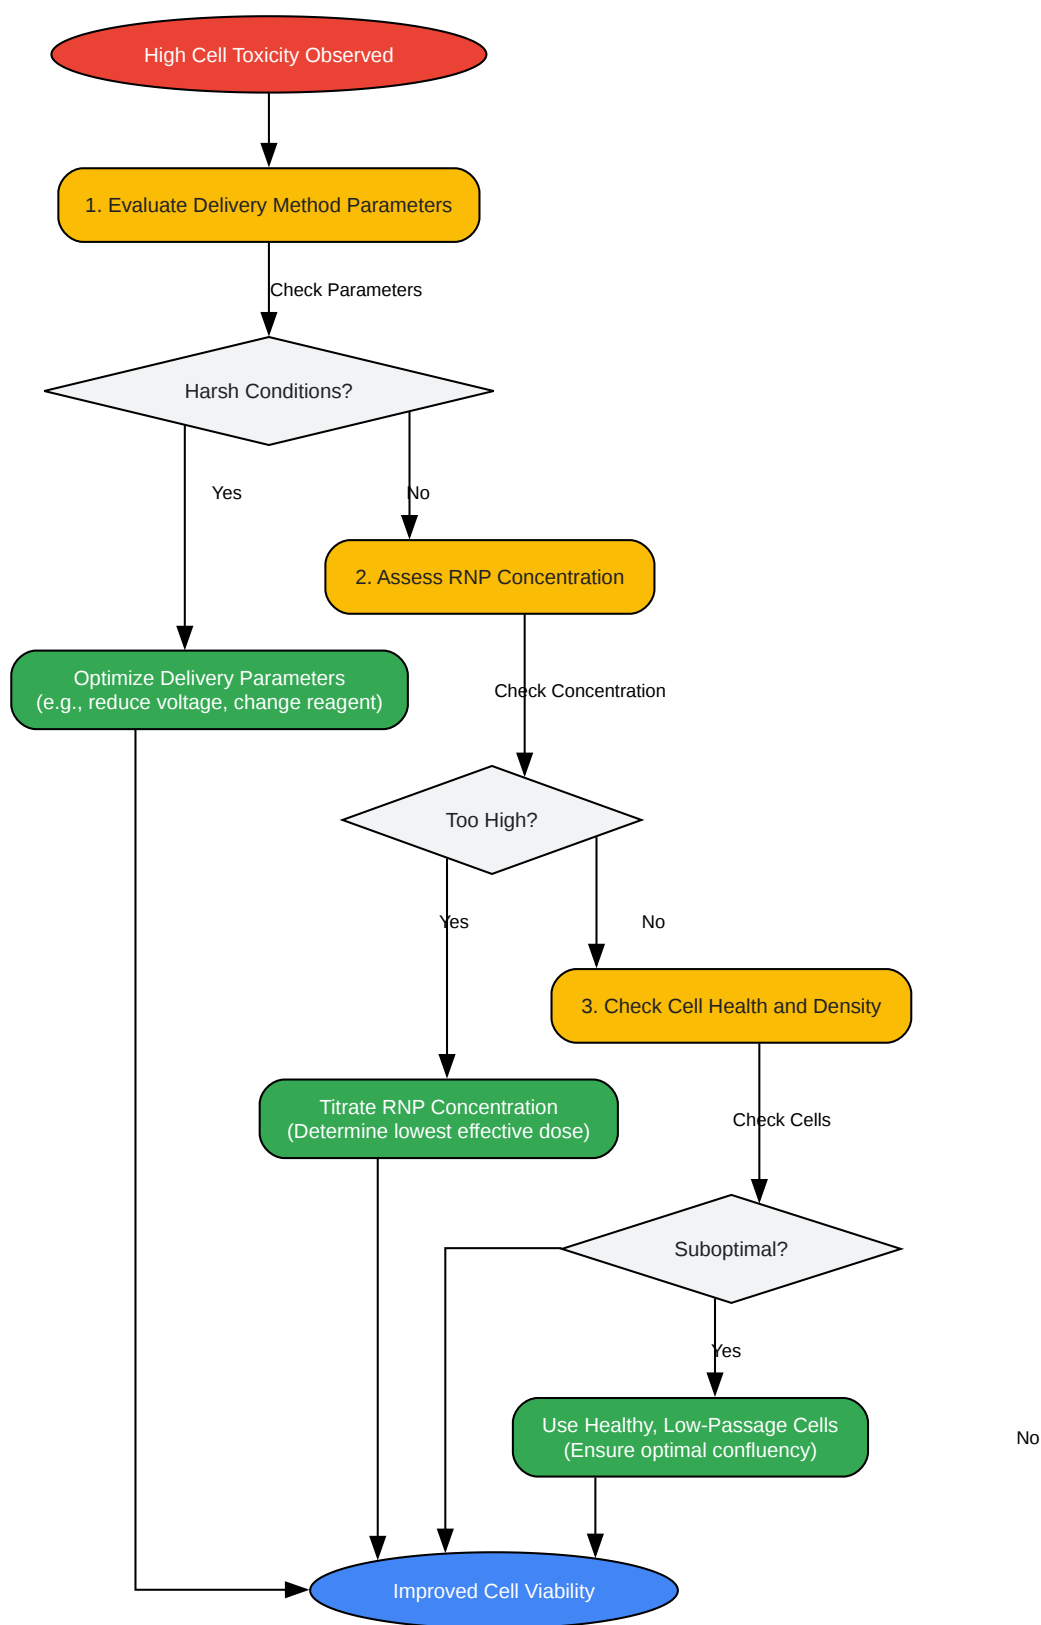 High Cell Toxicity Observed
1. Evaluate Delivery Method Parameters
Check Parameters
Harsh Conditions?
Yes
No
2. Assess RNP Concentration
Optimize Delivery Parameters
(e.g., reduce voltage, change reagent)
Check Concentration
Too High?
Yes
No
3. Check Cell Health and Density
Titrate RNP Concentration
(Determine lowest effective dose)
Check Cells
Suboptimal?
Yes
Use Healthy, Low-Passage Cells
(Ensure optimal confluency)
No
Improved Cell Viability